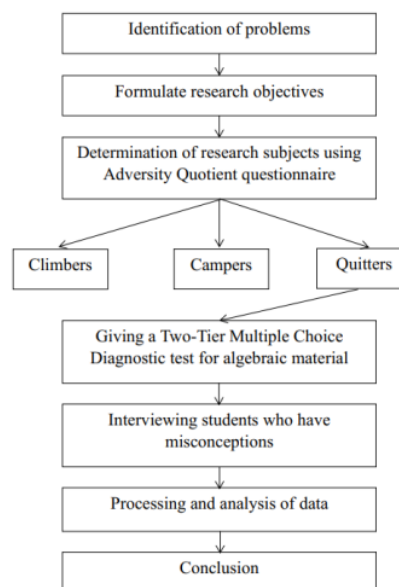 Identification of problems
Formulate research objectives
Determination of research subjects using
Adversity Quotient questionnaire
Climbers
Campers
Quitters
Giving a Two-Tier Multiple Choice
Diagnostic test for algebraic material
Interviewing students who have
misconceptions
Processing and analysis of data
Conclusion